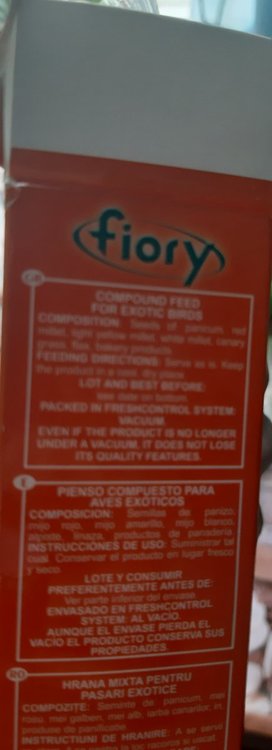 fiory
GB
COMPOUND FEED
FOR EXOTIC BIRDS
COMPOSITION: Seeds of panicum, red
millet, light yellow millet, white millet, canary
grass, flax, bakery products.
FEEDING DIRECTIONS: Serve as is. Keep
the product in a cool, dry place.
LOT AND BEST BEFORE:
see date on bottom.
PACKED IN FRESHCONTROL SYSTEM:
VACUUM.
EVEN IF THE PRODUCT IS NO LONGER
UNDER A VACUUM, IT DOES NOT LOSE
ITS QUALITY FEATURES.
E
PIENSO COMPUESTO PARA
AVES EXOTICOS
COMPOSICION: Semillas de panizo,
mijo rojo, mijo amarillo, mijo blanco,
alpiste, linaza, productos de panaderia
INSTRUCCIÓNES DE USO: Suministrar tal
cual. Conservar el producto en lugar fresco
y seco.
LOTE Y CONSUMIR
PREFERENTEMENTE ANTES DE:
Ver parte inferior del envase
ENVASADO EN FRESHCONTROL
SYSTEM: AL VACÍO.
AUNQUE EL ENVASE PIERDA EL
VACÍO EL PRODUCTO CONSERVA SUS
PROPIEDADES.
RO
HRANA MIXTA PENTRU
PASARI EXOTICE
COMPOZITE: Seminte de panicum, mei
rosu, mei galben, mei alb, iarba canarilor, in,
produse de panificatie.
INSTRUCTIUNI DE HRANIRE: A se servi